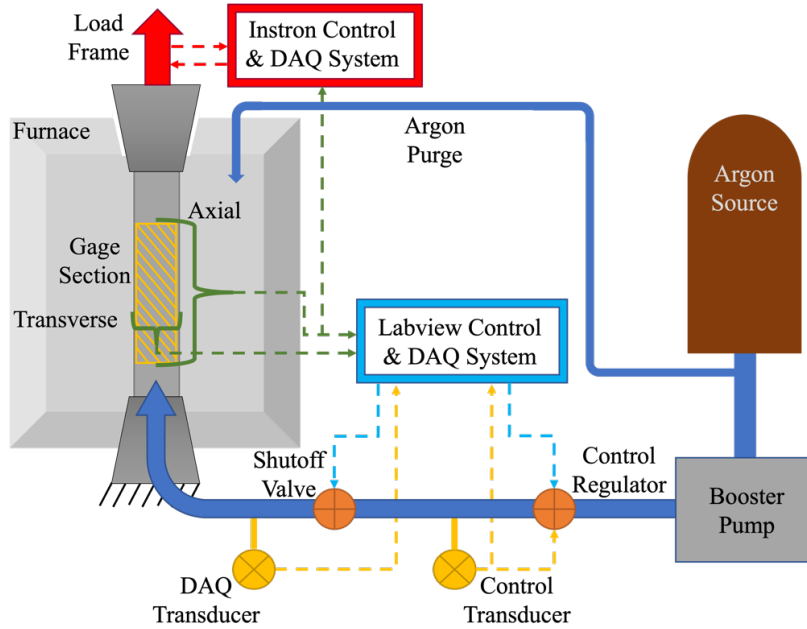 Load
Frame
Instron Control
& DAQ System
Furnace
Argon
Purge
Argon
Source
Axial
Gage
Section
Transverse
Labview Control
& DAQ System
Shutoff
Valve
Control
Regulator
Booster
Pump
DAQ
Transducer
Control
Transducer